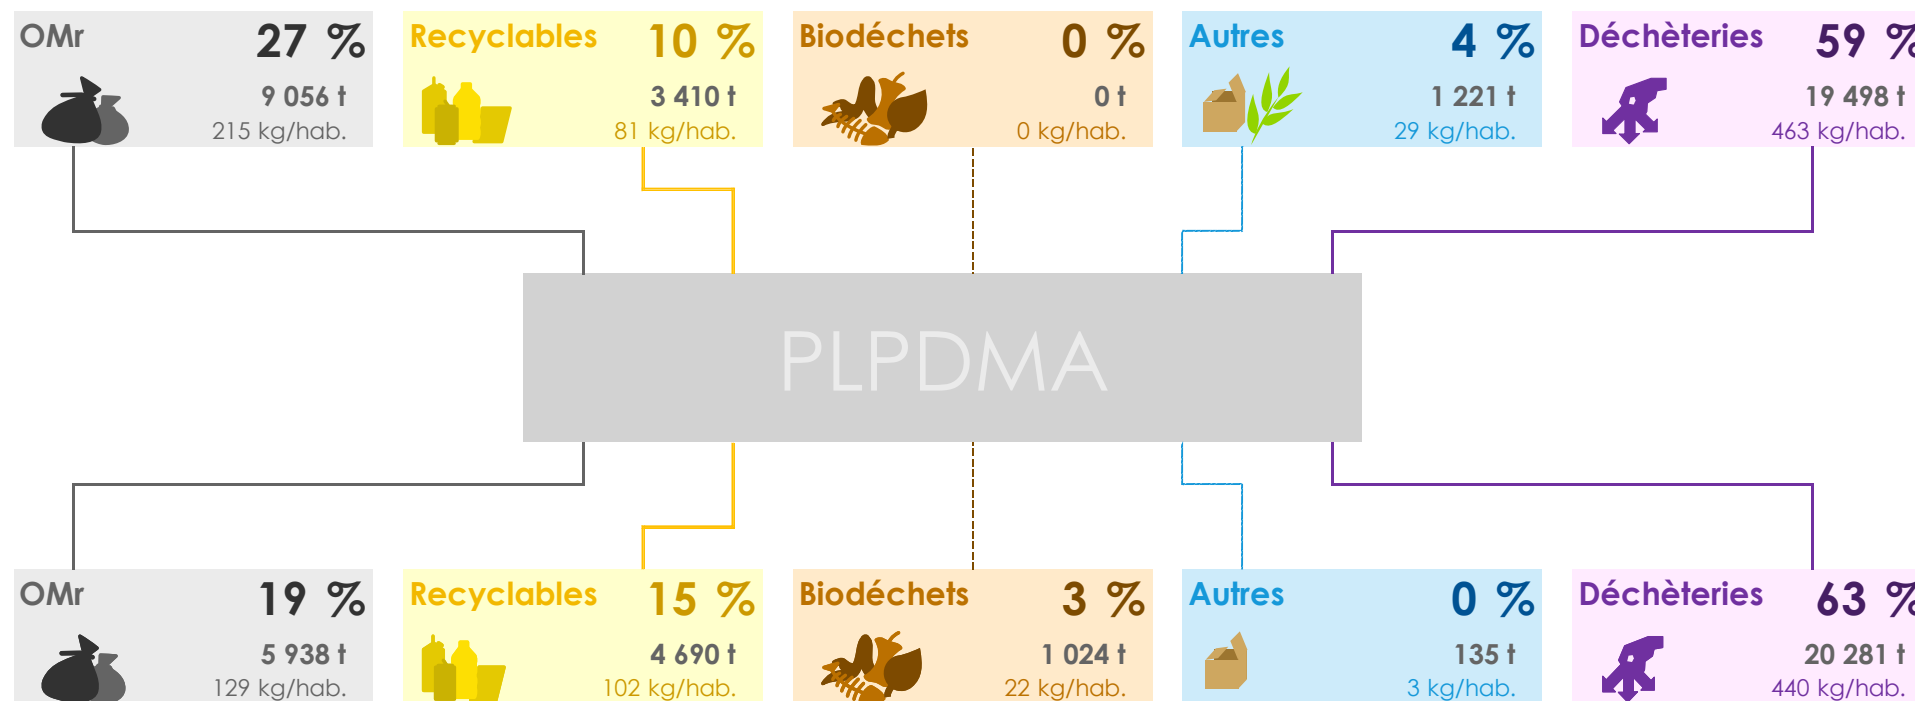 OMr 27 %
9 056 t
215 kg/hab.
Recyclables 10 %
3 410 t
81 kg/hab.
Biodéchets 0 %
0 t
0 kg/hab.
Autres 4 %
1 221 t
29 kg/hab.
Déchèteries 59 %
19 498 t
463 kg/hab.
PLPDMA
OMr 19 %
5 938 t
129 kg/hab.
Recyclables 15 %
4 690 t
102 kg/hab.
Biodéchets 3 %
1 024 t
22 kg/hab.
Autres 0 %
135 t
3 kg/hab.
Déchèteries 63 %
20 281 t
440 kg/hab.